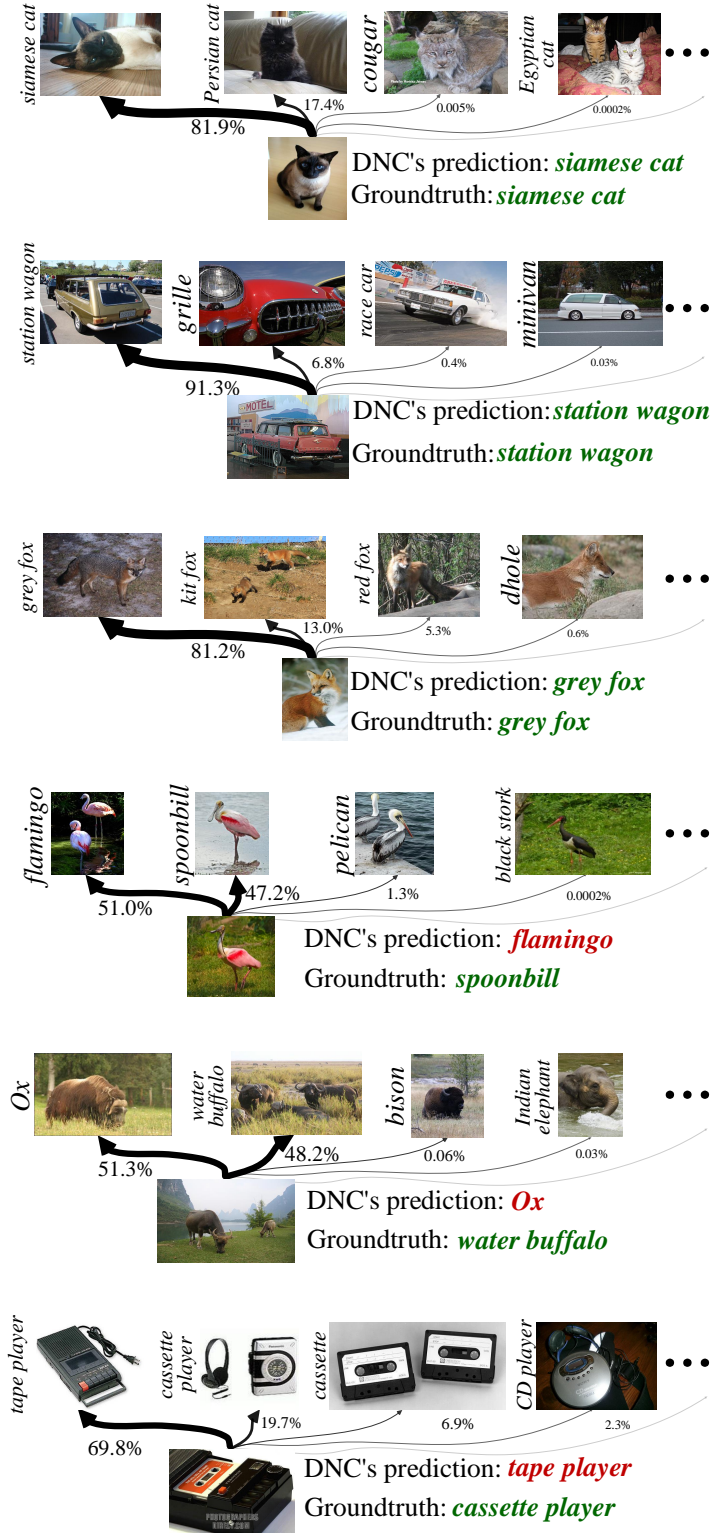 siamese cat
Persian cat
cougar
Egyptian
cat
81.9%
17.4%
0.005%
0.0002%
DNC's prediction: siamese cat
Groundtruth: siamese cat
station wagon
grille
race car
minivan
PEPSI
91.3%
6.8%
0.4%
0.03%
MOTEL
DNC's prediction: station wagon
Groundtruth: station wagon
grey fox
kit fox
red fox
dhole
81.2%
13.0%
5.3%
0.6%
DNC's prediction: grey fox
Groundtruth: grey fox
flamingo
spoonbill
pelican
black stork
51.0%
47.2%
1.3%
0.0002%
DNC's prediction: flamingo
Groundtruth: spoonbill
Ox
water
buffalo
bison
Indian
elephant
51.3%
48.2%
0.06%
0.03%
DNC's prediction: Ox
Groundtruth: water buffalo
tape player
cassette
player
cassette
CD player
69.8%
19.7%
6.9%
2.3%
DNC's prediction: tape player
Groundtruth: cassette player